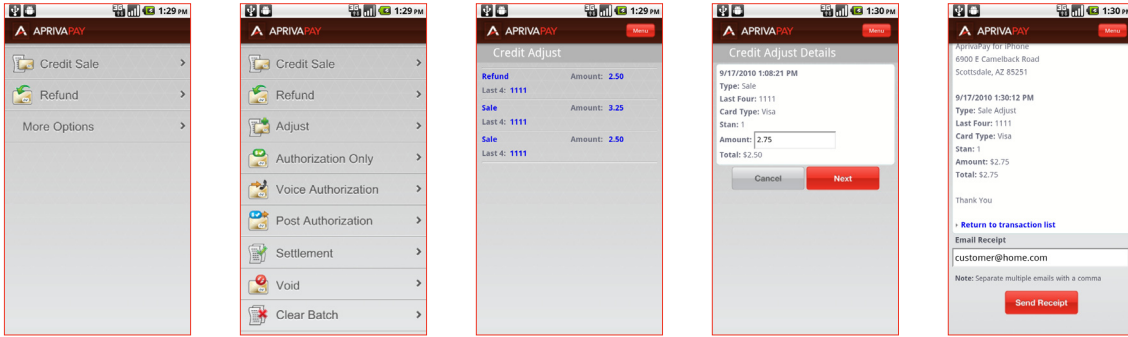 1:29 PM
APRIVAPAY
Credit Sale
Refund
More Options
1:29 PM
APRIVAPAY
Credit Sale
Refund
Adjust
Authorization Only
Voice Authorization
Post Authorization
Settlement
Void
Clear Batch
1:29 PM
APRIVAPAY Menu
Credit Adjust
Refund Amount: 2.50
Last 4: 1111
Sale Amount: 3.25
Last 4: 1111
Sale Amount: 2.50
Last 4: 1111
1:30 PM
APRIVAPAY Menu
Credit Adjust Details
9/17/2010 1:08:21 PM
Type: Sale
Last Four: 1111
Card Type: Visa
Stan: 1
Amount: 2.75
Total: $2.50
Cancel Next
1:30 PM
APRIVAPAY Menu
AprivaPay for iPhone
6900 E Camelback Road
Scottsdale, AZ 85251
9/17/2010 1:30:12 PM
Type: Sale Adjust
Last Four: 1111
Card Type: Visa
Stan: 1
Amount: $2.75
Total: $2.75
Thank You
› Return to transaction list
Email Receipt
customer@home.com
Note: Separate multiple emails with a comma
Send Receipt